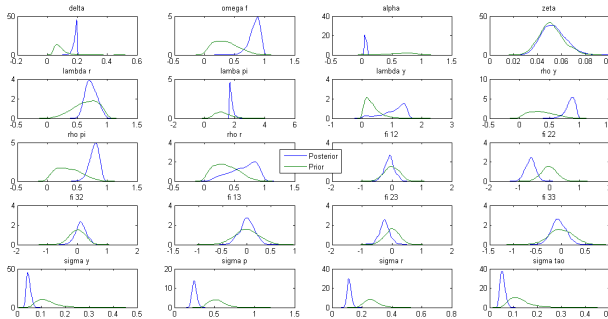 delta omega f alpha zeta
50 5 40 50
20
0 0 0 0
-0.2 0 0.2 0.4 0.6 -0.5 0 0.5 1 1.5 -0.5 0 0.5 1 1.5 0 0.02 0.04 0.06 0.08 0.1
lambda r lamba pi lambda y rho y
4 5 4 10
2 2 5
0 0 0 0
-0.5 0 0.5 1 1.5 -2 0 2 4 6 -1 0 1 2 3 -0.5 0 0.5 1 1.5
rho pi rho r fi 12 fi 22
5 4 4 4
2 2 2
0 0 0 0
-0.5 0 0.5 1 1.5 -0.5 0 0.5 1 1.5 -2 -1 0 1 2 -2 -1 0 1 2
Posterior
Prior
fi 32 fi 13 fi 23 fi 33
4 4 4 4
2 2 2 2
0 0 0 0
-2 -1 0 1 2 -1.5 -1 -0.5 0 0.5 1 -2 -1 0 1 2 -1.5 -1 -0.5 0 0.5 1 1.5
sigma y sigma p sigma r sigma tao
50 40 40 40
20 20 20
0 0 0 0
0 0.1 0.2 0.3 0.4 0.5 0 0.5 1 1.5 0 0.2 0.4 0.6 0.8 0 0.1 0.2 0.3 0.4 0.5